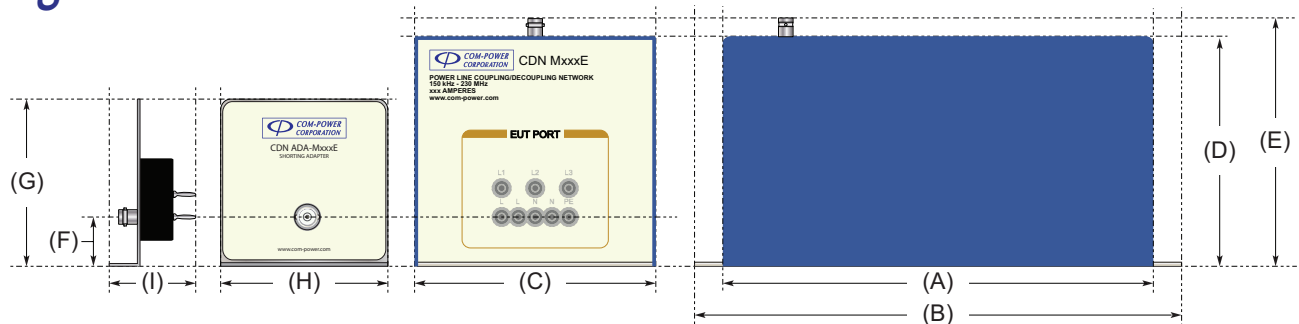 COM-POWER
CORPORATION
CDN MxxxE
POWER LINE COUPLING/DECOUPLING NETWORK
150 kHz - 230 MHz
xxx AMPERES
www.com-power.com
EUT PORT
L1 L2 L3
L L N N PE
COM-POWER
CORPORATION
CDN ADA-MxxxE
SHORTING ADAPTER
www.com-power.com
(G)
(F)
(I)
(H)
(C)
(A)
(B)
(D)
(E)